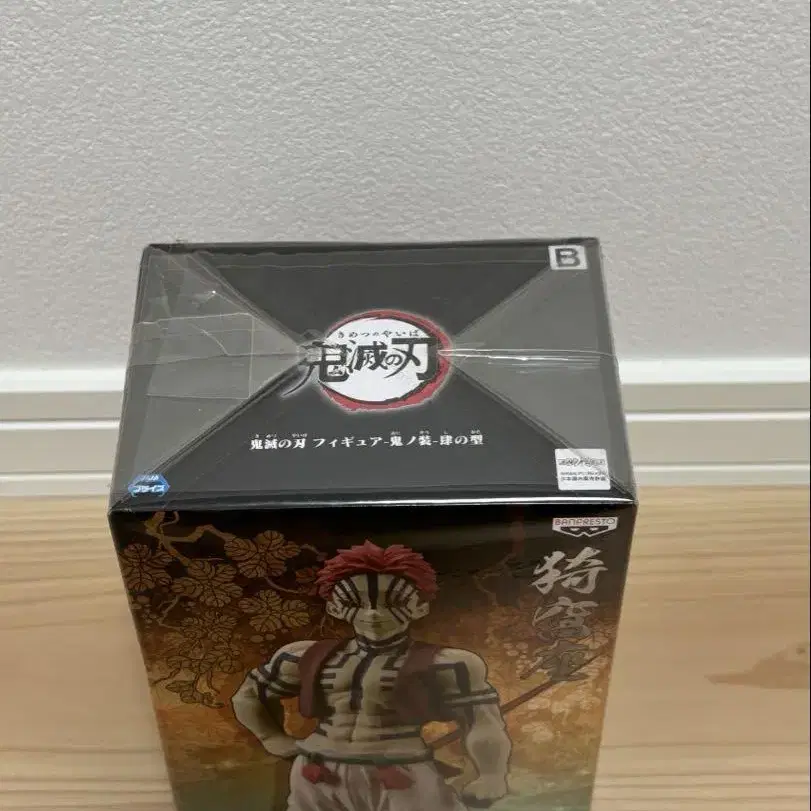 B
きめつのやいば
鬼滅の刃
鬼滅の刃 フィギュア-鬼ノ装-肆の型
プライズ
BANPRESTO
猗窩座